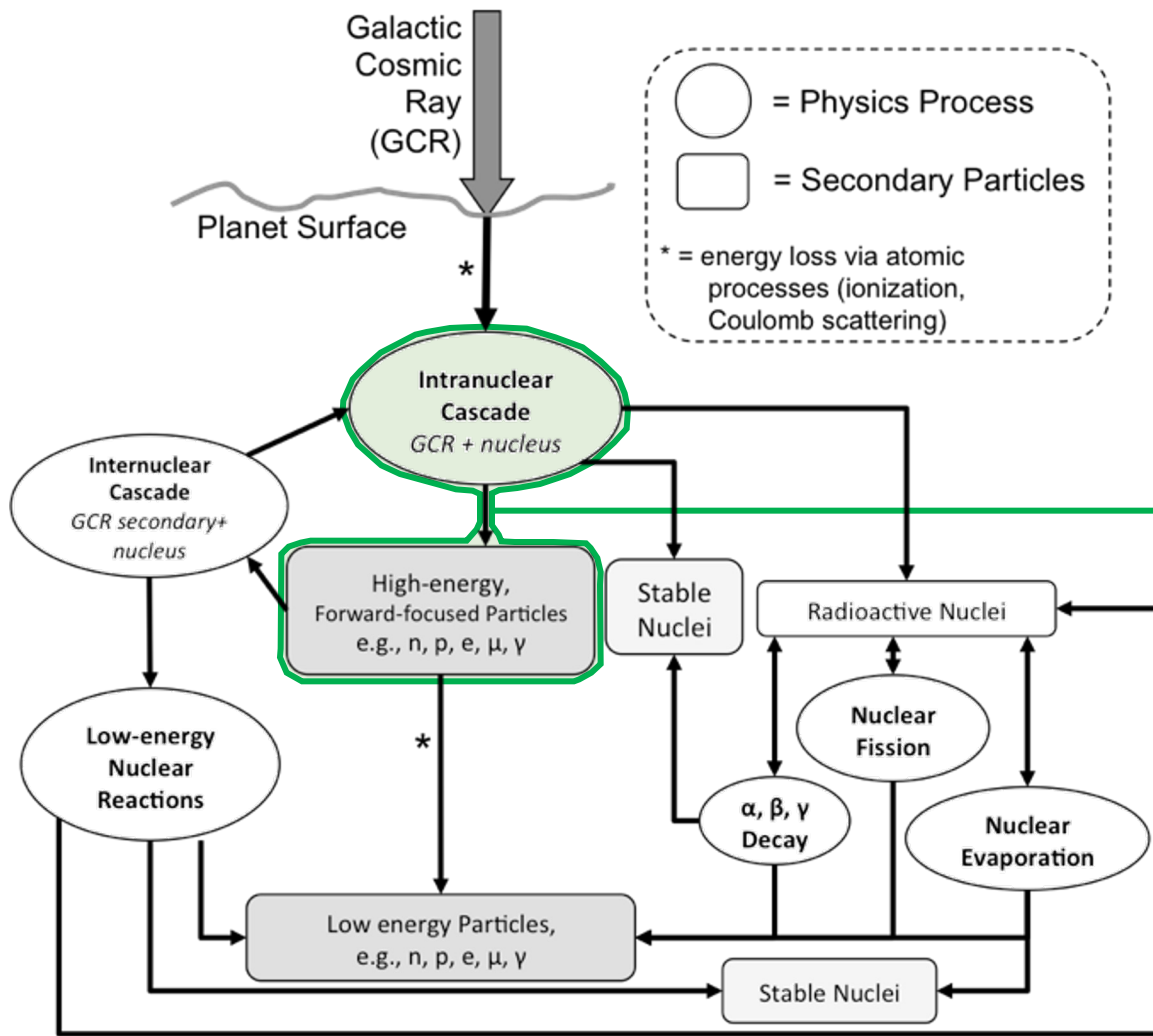 Galactic
Cosmic
Ray
(GCR)
Planet Surface
*
= Physics Process
= Secondary Particles
* = energy loss via atomic
processes (ionization,
Coulomb scattering)
Intranuclear
Cascade
GCR + nucleus
Internuclear
Cascade
GCR secondary+
nucleus
High-energy,
Forward-focused Particles
e.g., n, p, e, μ, γ
Stable
Nuclei
Radioactive Nuclei
Low-energy
Nuclear
Reactions
*
Nuclear
Fission
α, β, γ
Decay
Nuclear
Evaporation
Low energy Particles,
e.g., n, p, e, μ, γ
Stable Nuclei